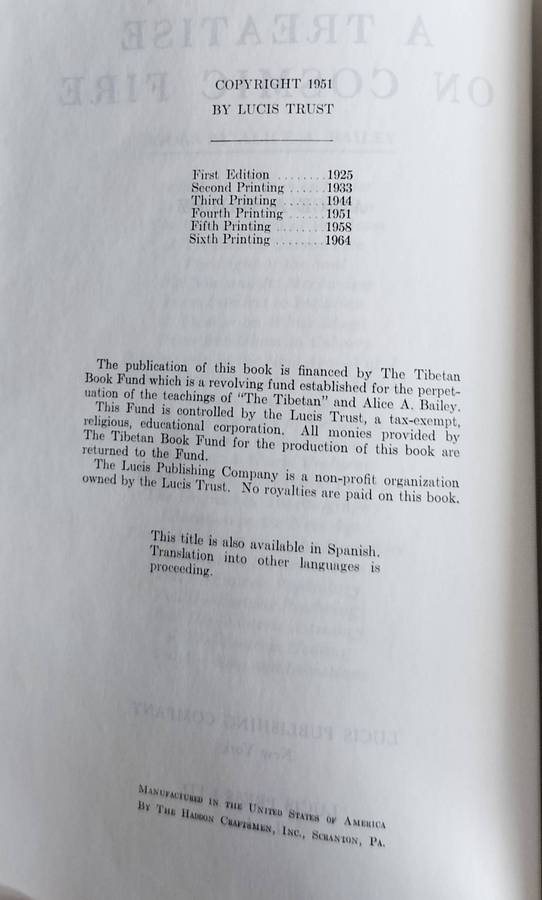 COPYRIGHT 1951
BY LUCIS TRUST
First Edition ........ 1925
Second Printing ...... 1933
Third Printing ....... 1944
Fourth Printing ...... 1951
Fifth Printing ....... 1958
Sixth Printing ........ 1964
The publication of this book is financed by The Tibetan
Book Fund which is a revolving fund established for the perpet-
uation of the teachings of "The Tibetan" and Alice A. Bailey.
This Fund is controlled by the Lucis Trust, a tax-exempt,
religious, educational corporation. All monies provided by
The Tibetan Book Fund for the production of this book are
returned to the Fund.
The Lucis Publishing Company is a non-profit organization
owned by the Lucis Trust. No royalties are paid on this book.
This title is also available in Spanish.
Translation into other languages is
proceeding.
MANUFACTURED IN THE UNITED STATES OF AMERICA
BY THE HADDON CRAFTSMEN, INC., SCRANTON, PA.